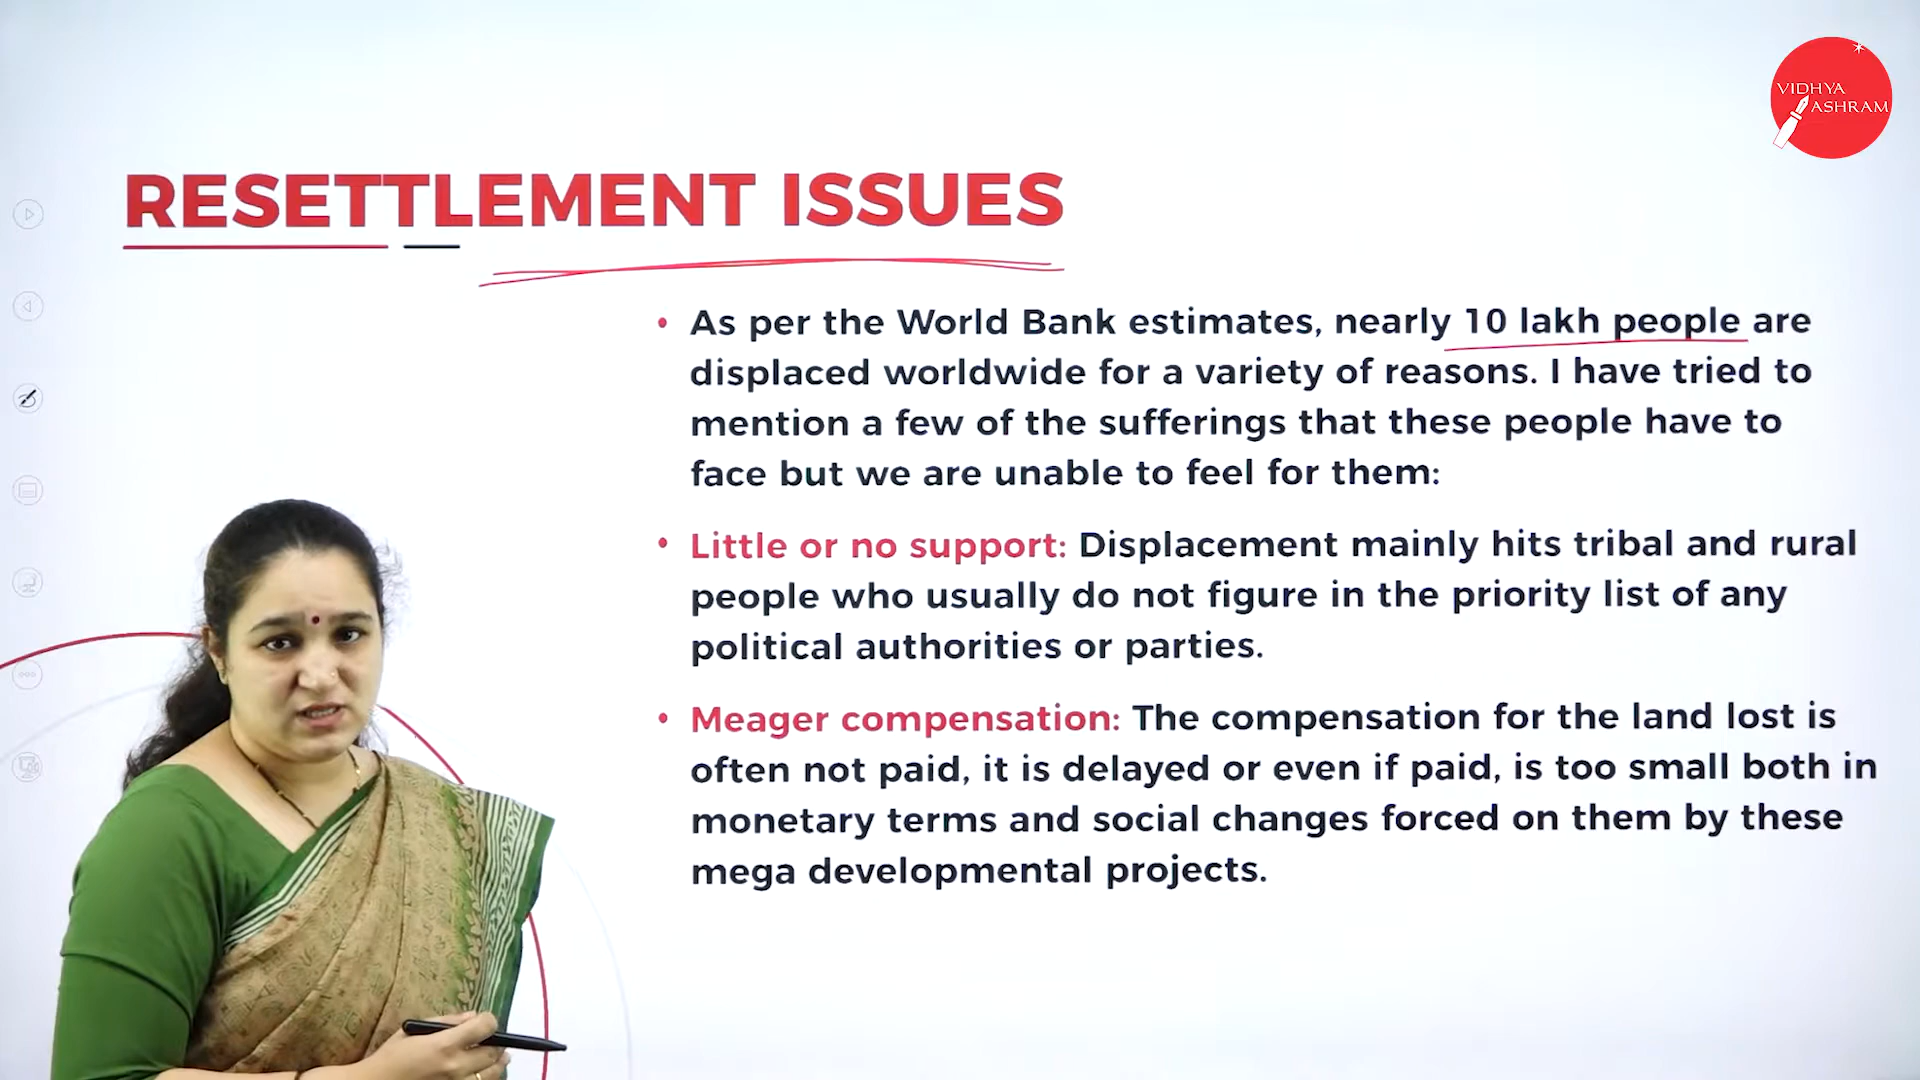 VIDHYA
ASHRAM
RESETTLEMENT ISSUES
• As per the World Bank estimates, nearly 10 lakh people are
displaced worldwide for a variety of reasons. I have tried to
mention a few of the sufferings that these people have to
face but we are unable to feel for them:
• Little or no support: Displacement mainly hits tribal and rural
people who usually do not figure in the priority list of any
political authorities or parties.
• Meager compensation: The compensation for the land lost is
often not paid, it is delayed or even if paid, is too small both in
monetary terms and social changes forced on them by these
mega developmental projects.